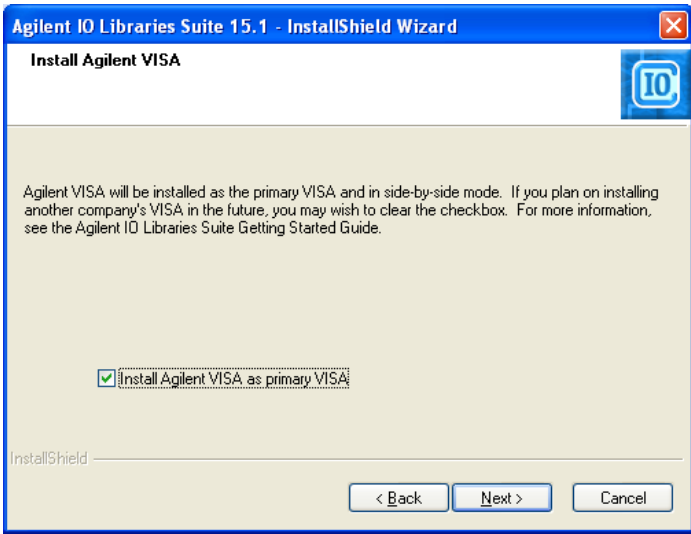 Agilent IO Libraries Suite 15.1 - InstallShield Wizard
Install Agilent VISA
IO
Agilent VISA will be installed as the primary VISA and in side-by-side mode. If you plan on installing
another company's VISA in the future, you may wish to clear the checkbox. For more information,
see the Agilent IO Libraries Suite Getting Started Guide.
Install Agilent VISA as primary VISA
InstallShield
< Back
Next >
Cancel